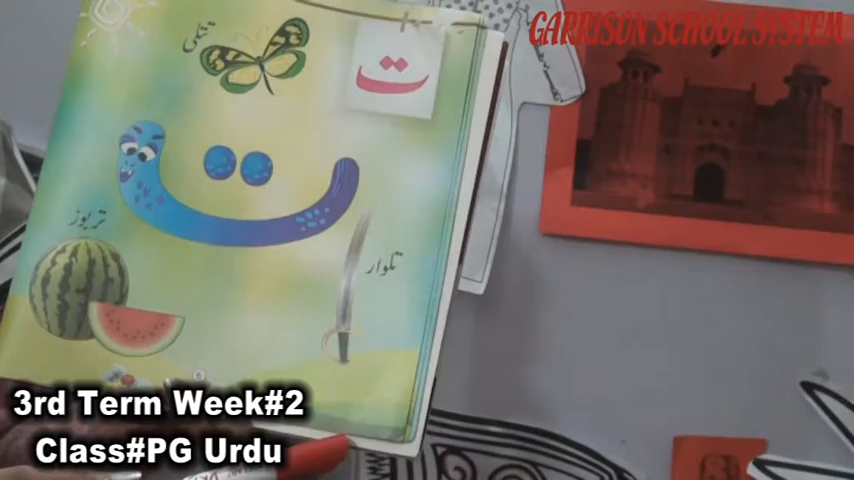 GARRISON SCHOOL SYSTEM
تتلی
ت
ت
تربوز
تلوار
3rd Term Week#2
Class#PG Urdu